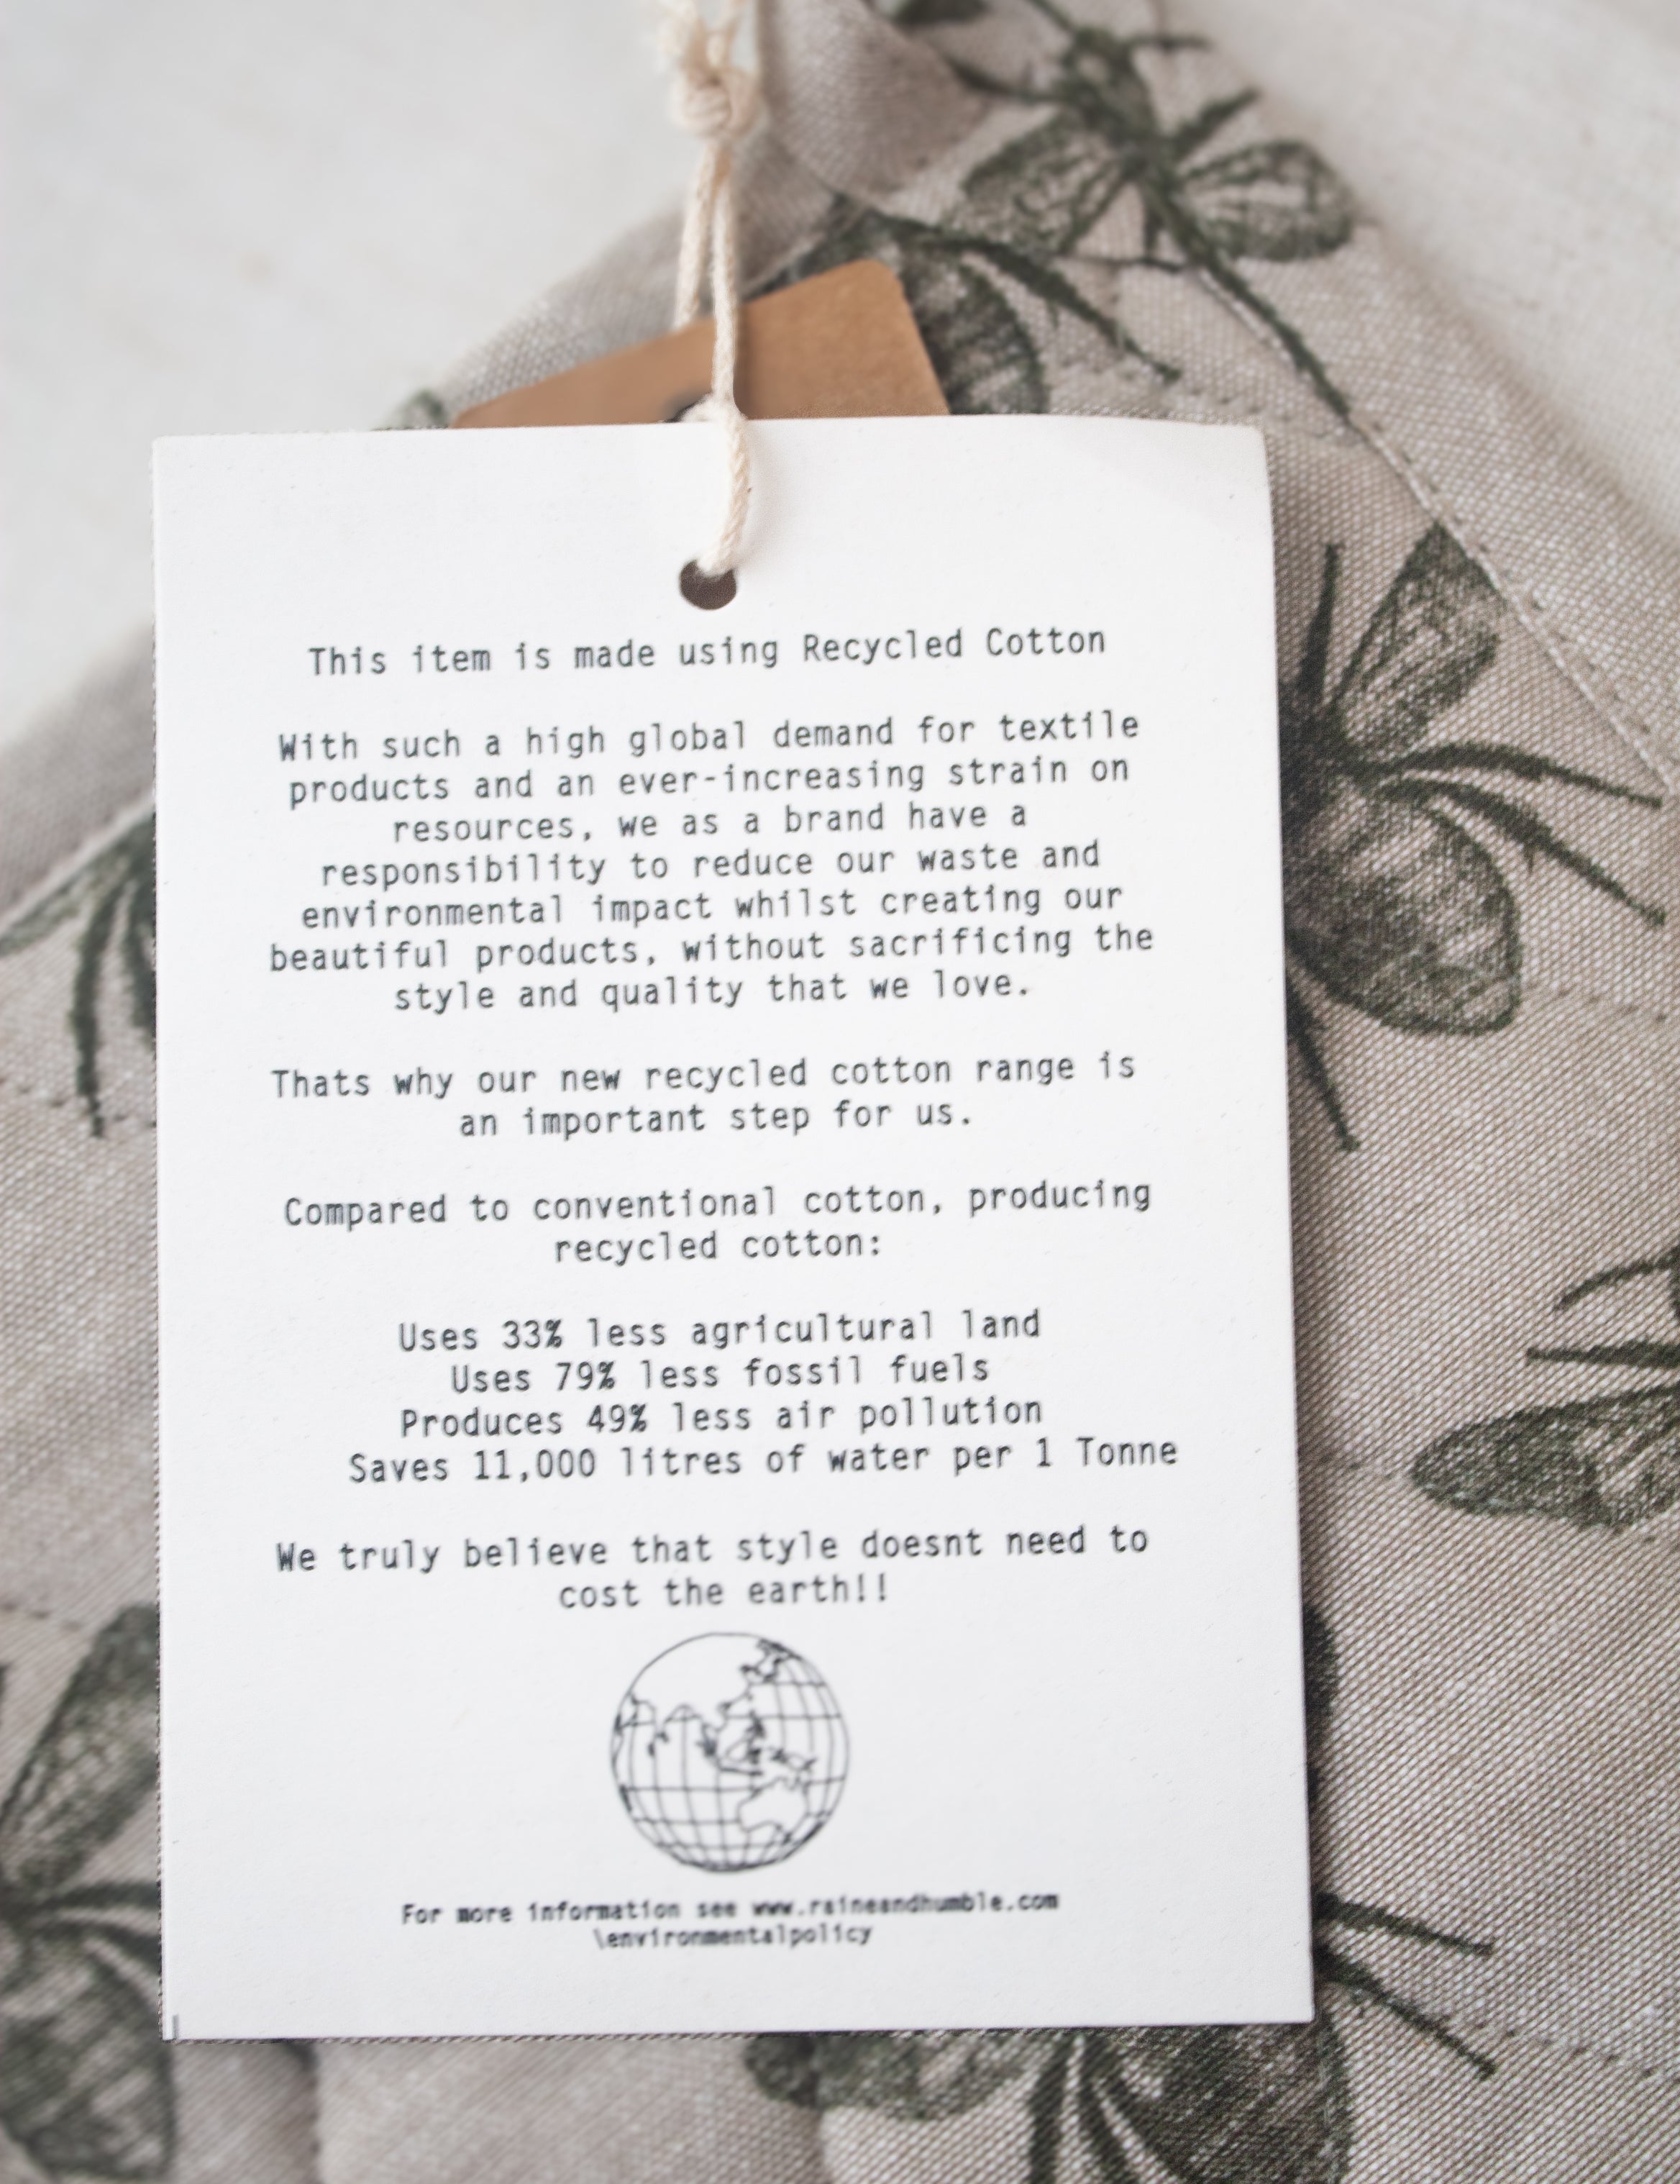 This item is made using Recycled Cotton
With such a high global demand for textile
products and an ever-increasing strain on
resources, we as a brand have a
responsibility to reduce our waste and
environmental impact whilst creating our
beautiful products, without sacrificing the
style and quality that we love.
Thats why our new recycled cotton range is
an important step for us.
Compared to conventional cotton, producing
recycled cotton:
Uses 33% less agricultural land
Uses 79% less fossil fuels
Produces 49% less air pollution
Saves 11,000 litres of water per 1 Tonne
We truly believe that style doesnt need to
cost the earth!!
For more information see www.raineandhumble.com
\environmentalpolicy